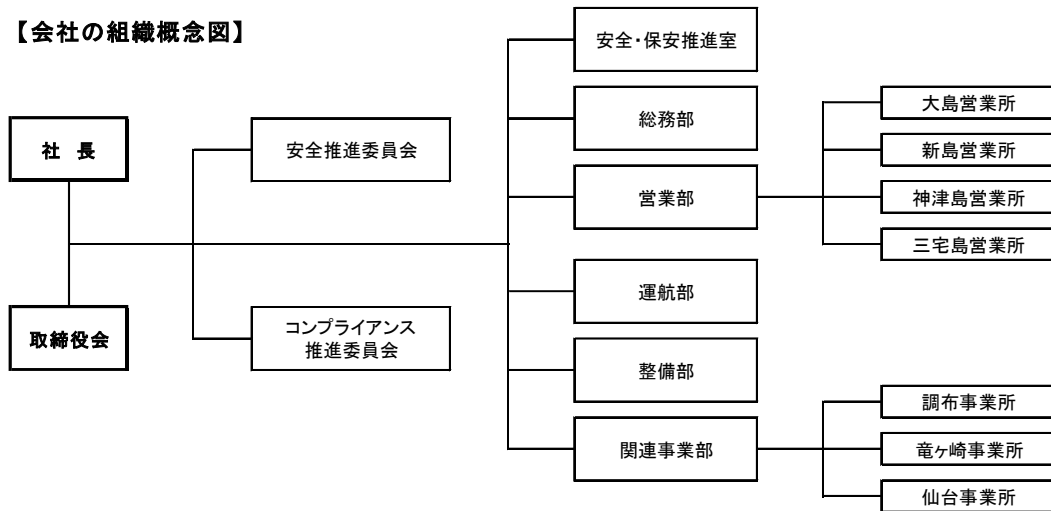 【会社の組織概念図】
社 長
取締役会
安全推進委員会
コンプライアンス
推進委員会
安全・保安推進室
総務部
営業部
運航部
整備部
関連事業部
大島営業所
新島営業所
神津島営業所
三宅島営業所
調布事業所
竜ヶ崎事業所
仙台事業所